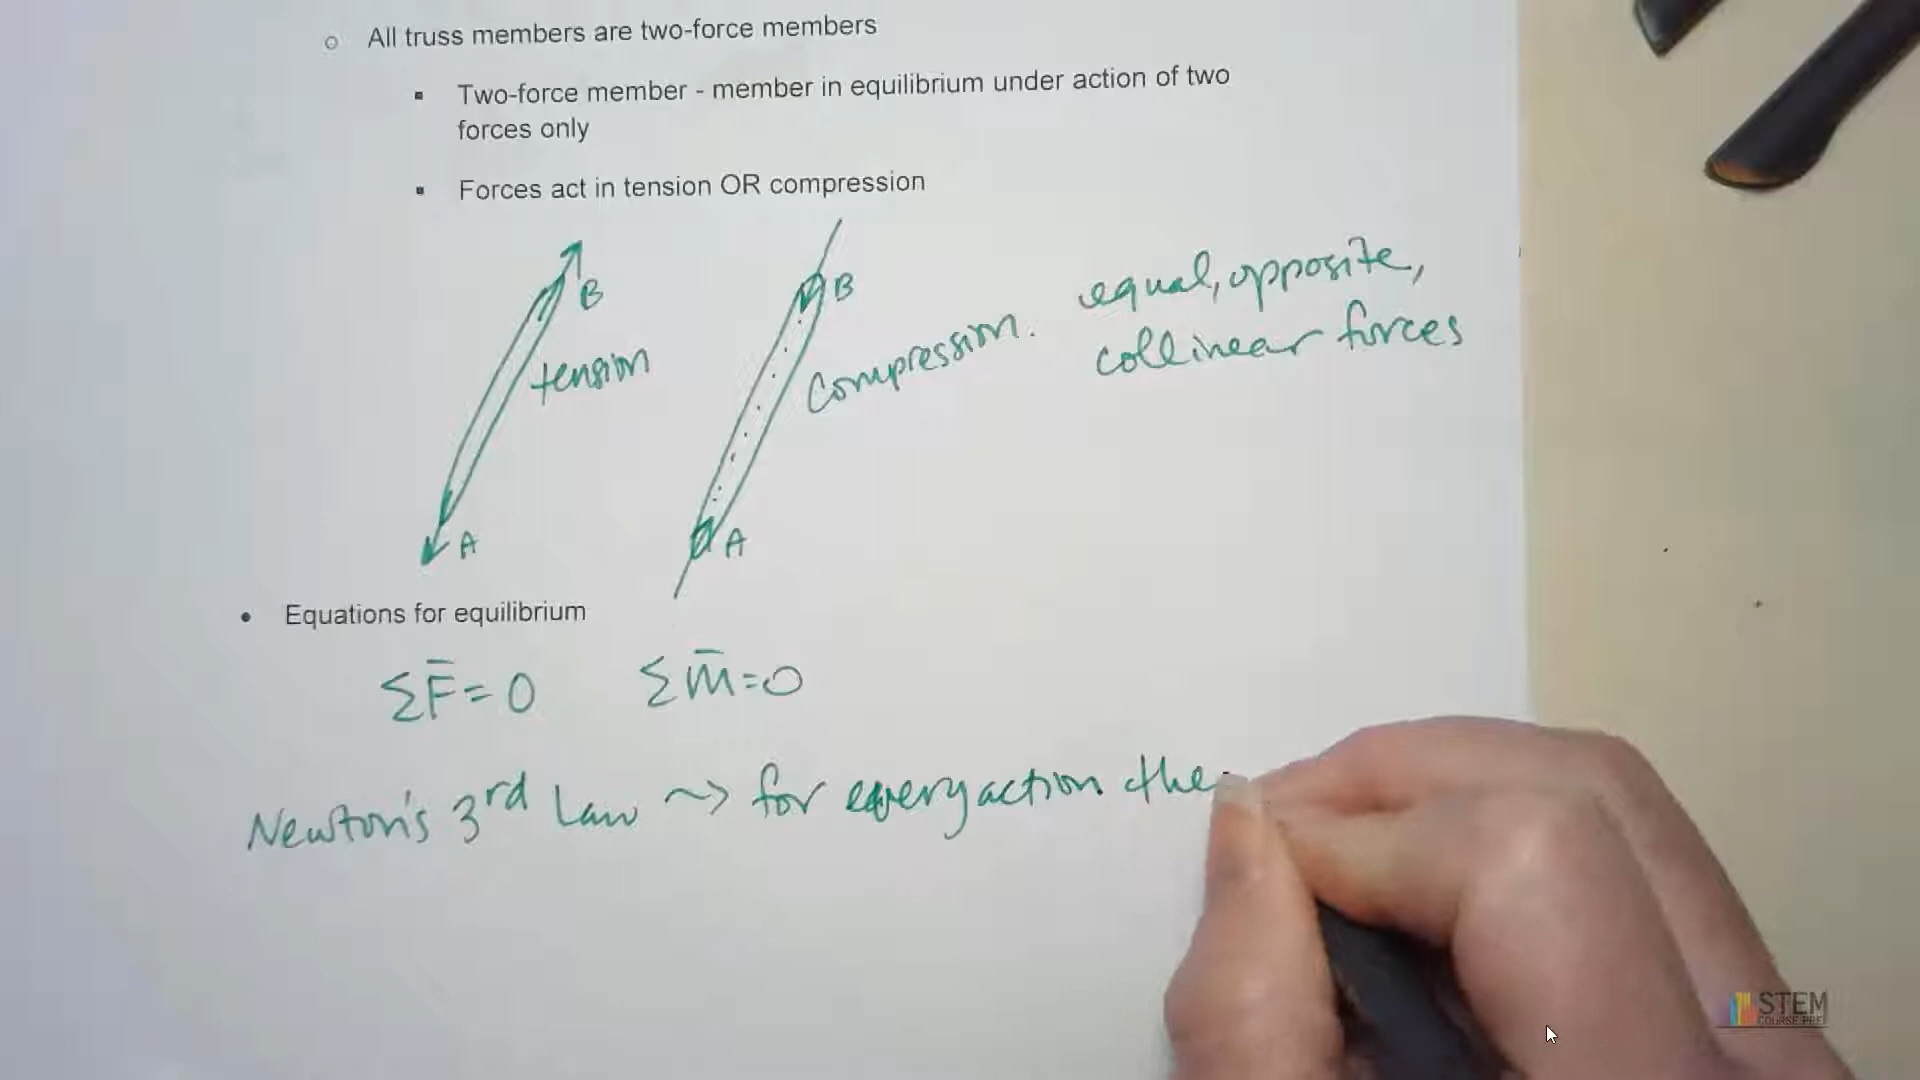 All truss members are two-force members
Two-force member - member in equilibrium under action of two
forces only
Forces act in tension OR compression
B
B
equal, opposite,
collinear forces
tension
Compression.
A
A
Equations for equilibrium
ΣF̄ = 0 ΣM̄=0
Newton's 3rd Law ~> for every action the
STEM
COURSE PREP